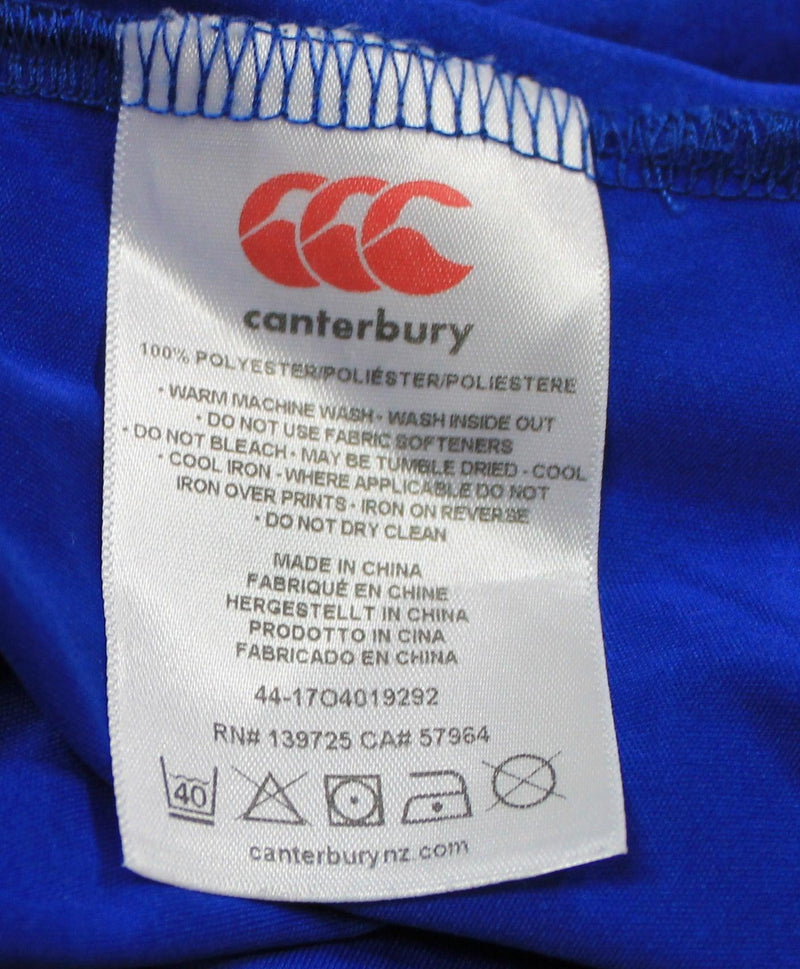 canterbury
100% POLYESTER/POLIÉSTER/POLIESTERE
• WARM MACHINE WASH • WASH INSIDE OUT
• DO NOT USE FABRIC SOFTENERS
• DO NOT BLEACH • MAY BE TUMBLE DRIED - COOL
• COOL IRON - WHERE APPLICABLE DO NOT
IRON OVER PRINTS - IRON ON REVERSE
• DO NOT DRY CLEAN
MADE IN CHINA
FABRIQUÉ EN CHINE
HERGESTELLT IN CHINA
PRODOTTO IN CINA
FABRICADO EN CHINA
44-17O4019292
RN# 139725 CA# 57964
40
canterburynz.com